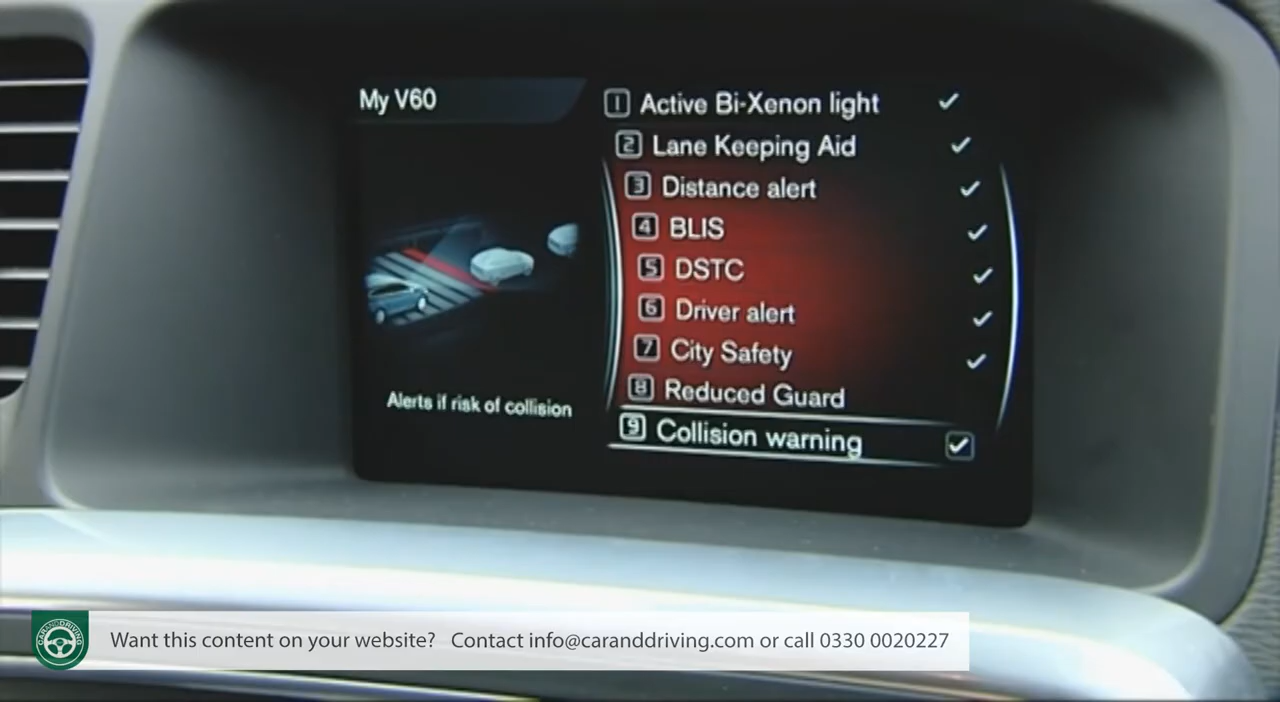 My V60
1 Active Bi-Xenon light
2 Lane Keeping Aid
3 Distance alert
4 BLIS
5 DSTC
6 Driver alert
7 City Safety
8 Reduced Guard
9 Collision warning
Alerts if risk of collision
CARANDDRIVING
Want this content on your website? Contact info@caranddriving.com or call 0330 0020227